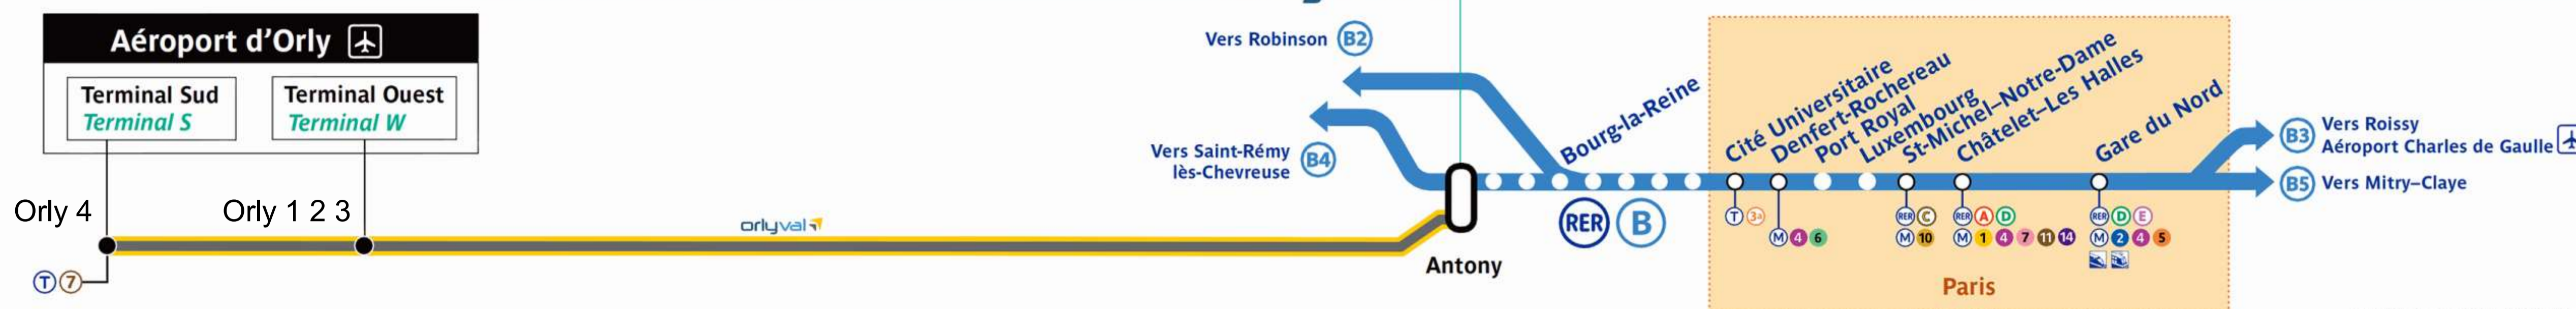 Aéroport d'Orly
Terminal Sud
Terminal S
Terminal Ouest
Terminal W
Orly 4
Orly 1 2 3
T 7
orlyval
Vers Robinson B2
Vers Saint-Rémy
lès-Chevreuse B4
Antony
RER B
Bourg-la-Reine
Cité Universitaire
Denfert-Rochereau
Port Royal
Luxembourg
St-Michel–Notre-Dame
Châtelet–Les Halles
Gare du Nord
T 3a
M 4 6
RER C
M 10
RER A D
M 1 4 7 11 14
RER D E
M 2 4 5
Paris
B3 Vers Roissy
Aéroport Charles de Gaulle
B5 Vers Mitry–Claye